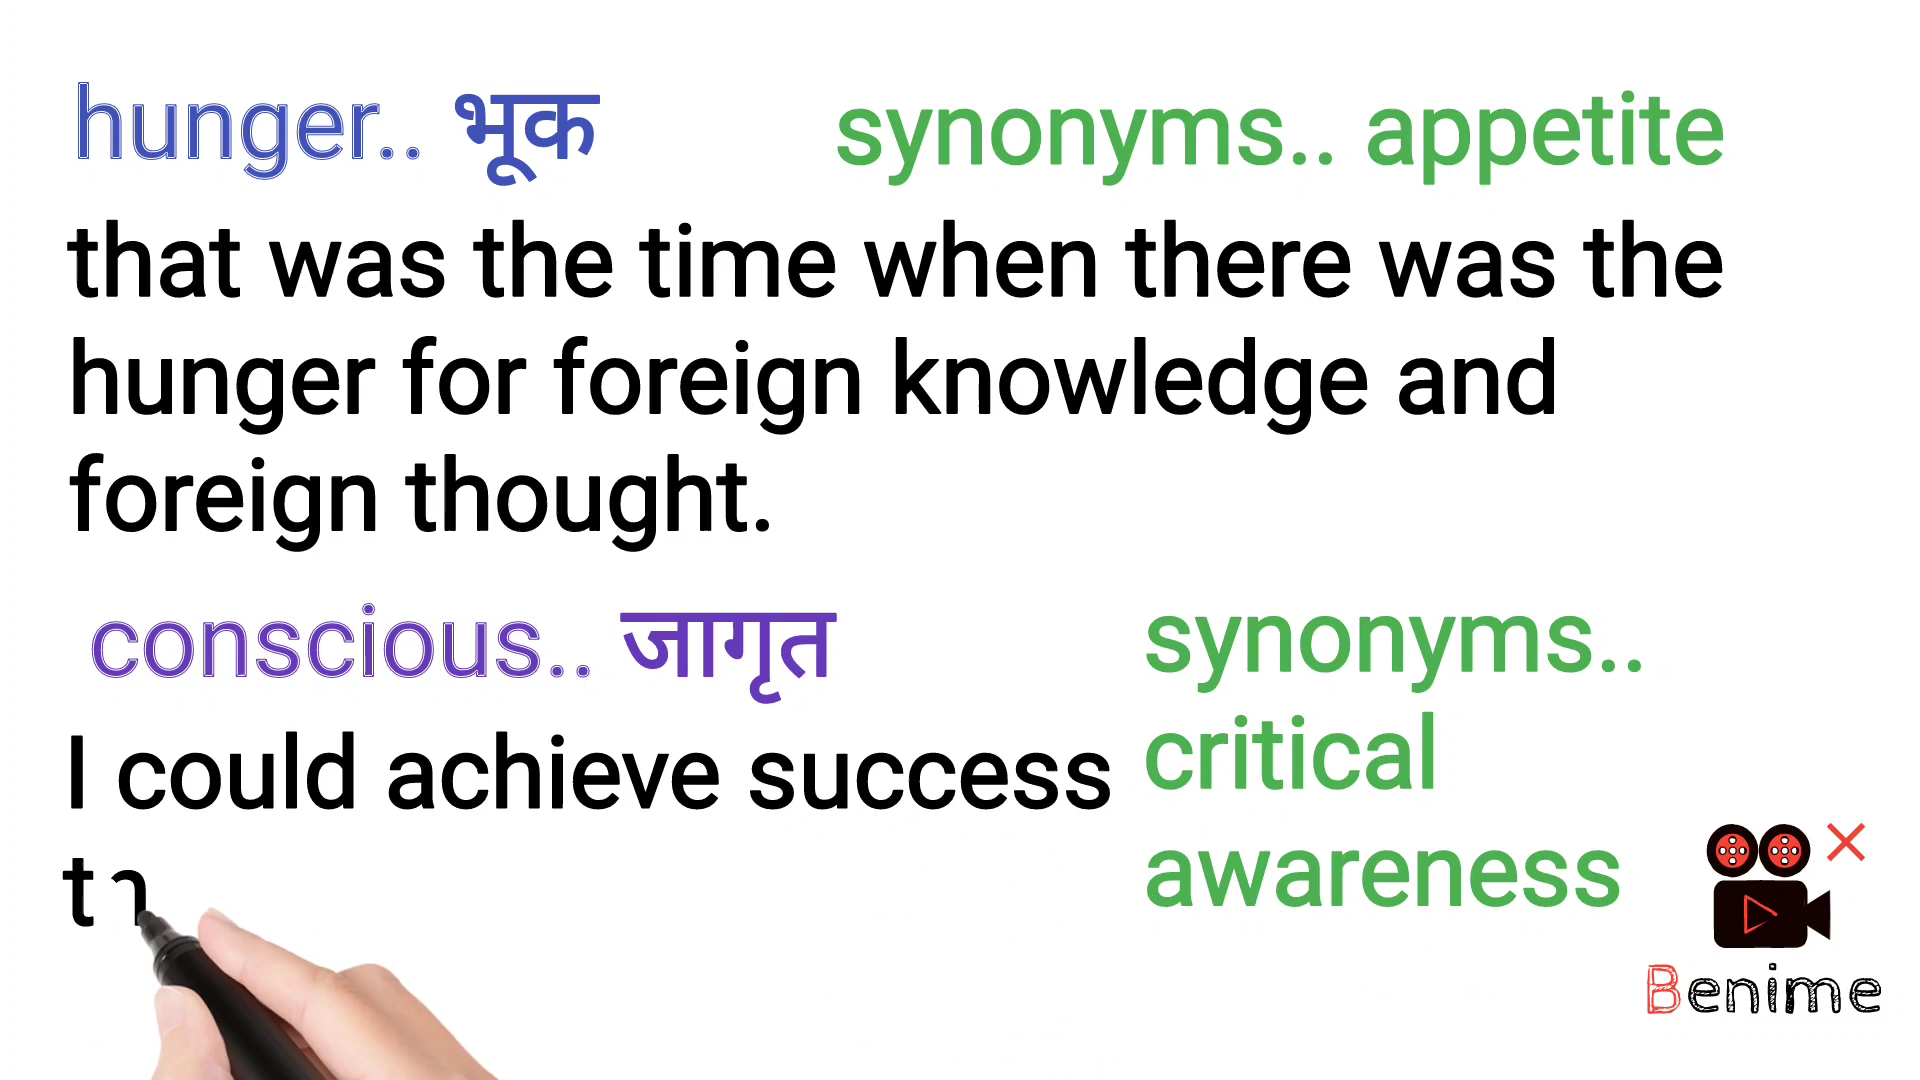 hunger.. भूक synonyms.. appetite
that was the time when there was the
hunger for foreign knowledge and
foreign thought.
conscious.. जागृत synonyms..
critical
awareness
I could achieve success
Benime